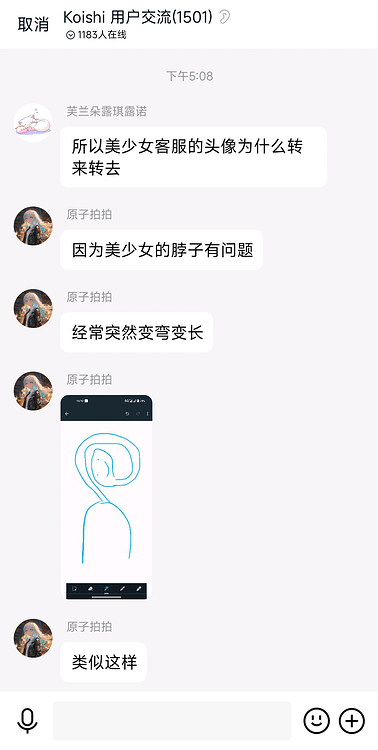 取消
Koishi 用户交流(1501)
1183人在线
下午5:08
芙兰朵露琪露诺
所以美少女客服的头像为什么转
来转去
原子拍拍
因为美少女的脖子有问题
原子拍拍
经常突然变弯变长
原子拍拍
原子拍拍
类似这样